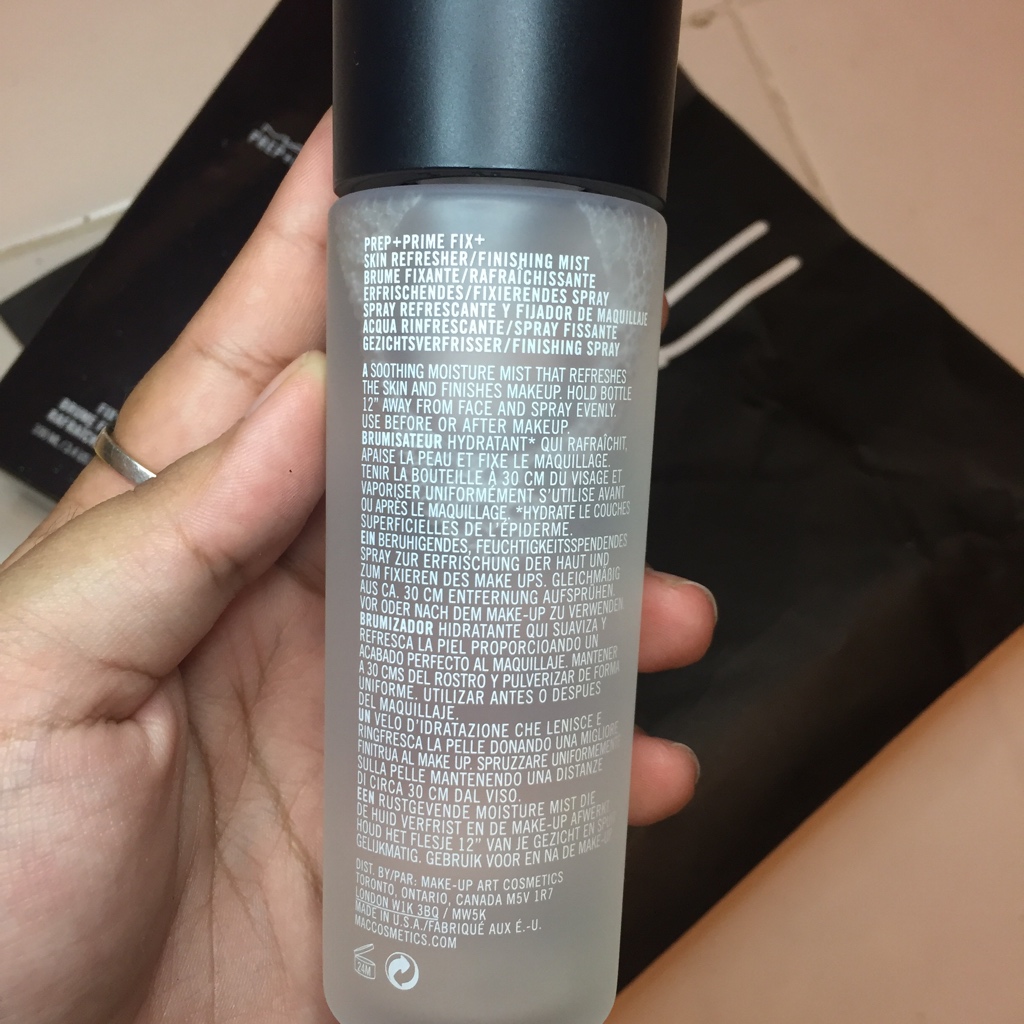 PREP+PRIME FIX+
SKIN REFRESHER/FINISHING MIST
BRUME FIXANTE/RAFRAÎCHISSANTE
ERFRISCHENDES/FIXIERENDES SPRAY
SPRAY REFRESCANTE Y FIJADOR DE MAQUILLAJE
ACQUA RINFRESCANTE/SPRAY FISSANTE
GEZICHTSVERFRISSER/FINISHING SPRAY
A SOOTHING MOISTURE MIST THAT REFRESHES
THE SKIN AND FINISHES MAKEUP. HOLD BOTTLE
12" AWAY FROM FACE AND SPRAY EVENLY.
USE BEFORE OR AFTER MAKEUP.
BRUMISATEUR HYDRATANT* QUI RAFRAÎCHIT,
APAISE LA PEAU ET FIXE LE MAQUILLAGE.
TENIR LA BOUTEILLE À 30 CM DU VISAGE ET
VAPORISER UNIFORMÉMENT S'UTILISE AVANT
OU APRÈS LE MAQUILLAGE. *HYDRATE LE COUCHES
SUPERFICIELLES DE L'ÉPIDERME.
EIN BERUHIGENDES, FEUCHTIGKEITSSPENDENDES
SPRAY ZUR ERFRISCHUNG DER HAUT UND
ZUM FIXIEREN DES MAKE UPS. GLEICHMÄßIG
AUS CA. 30 CM ENTFERNUNG AUFSPRÜHEN.
VOR ODER NACH DEM MAKE-UP ZU VERWENDEN.
BRUMIZADOR HIDRATANTE QUE SUAVIZA Y
REFRESCA LA PIEL PROPORCIOANDO UN
ACABADO PERFECTO AL MAQUILLAJE. MANTENER
A 30 CMS DEL ROSTRO Y PULVERIZAR DE FORMA
UNIFORME. UTILIZAR ANTES O DESPUES
DEL MAQUILLAJE.
UN VELO D'IDRATAZIONE CHE LENISCE E
RINGFRESCA LA PELLE DONANDO UNA MIGLIORE
FINITRUA AL MAKE UP. SPRUZZARE UNIFORMEMENTE
SULLA PELLE MANTENENDO UNA DISTANZE
DI CIRCA 30 CM DAL VISO.
EEN RUSTGEVENDE MOISTURE MIST DIE
DE HUID VERFRIST EN DE MAKE-UP AFWERKT
HOUD HET FLESJE 12" VAN JE GEZICHT EN
GELIJKMATIG. GEBRUIK VOOR EN NA DE MAKE-UP
DIST. BY/PAR: MAKE-UP ART COSMETICS
TORONTO, ONTARIO, CANADA M5V 1R7
LONDON W1K 3BQ / MW5K
MADE IN U.S.A./FABRIQUÉ AUX É.-U.
MACCOSMETICS.COM
24M